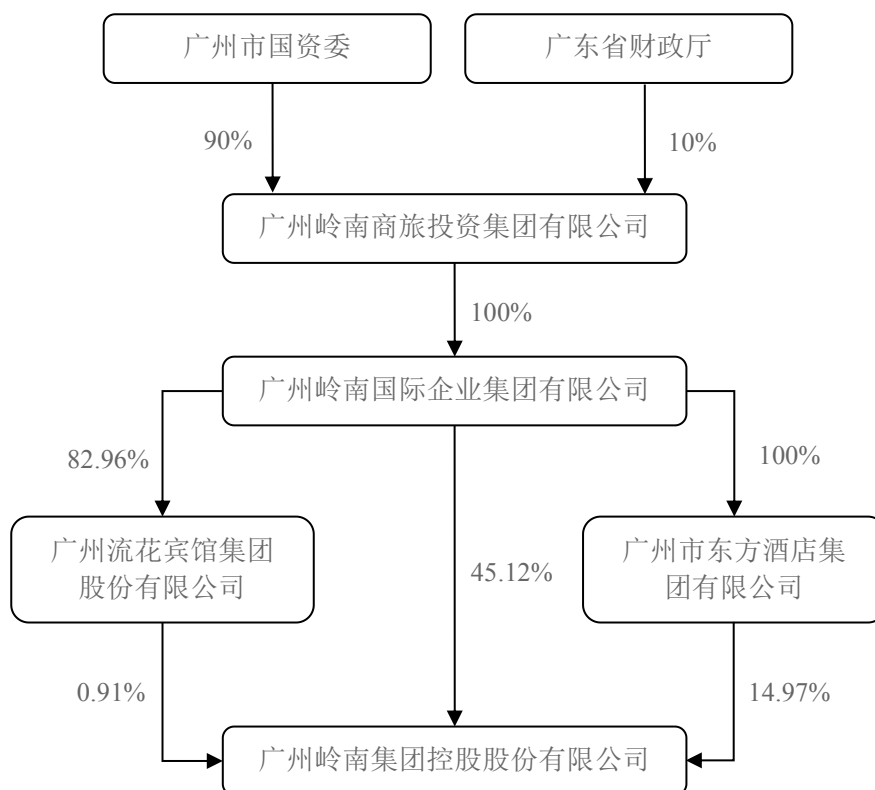 广州市国资委
广东省财政厅
90%
10%
广州岭南商旅投资集团有限公司
100%
广州岭南国际企业集团有限公司
82.96%
100%
广州流花宾馆集团
股份有限公司
45.12%
广州市东方酒店集
团有限公司
0.91%
14.97%
广州岭南集团控股股份有限公司